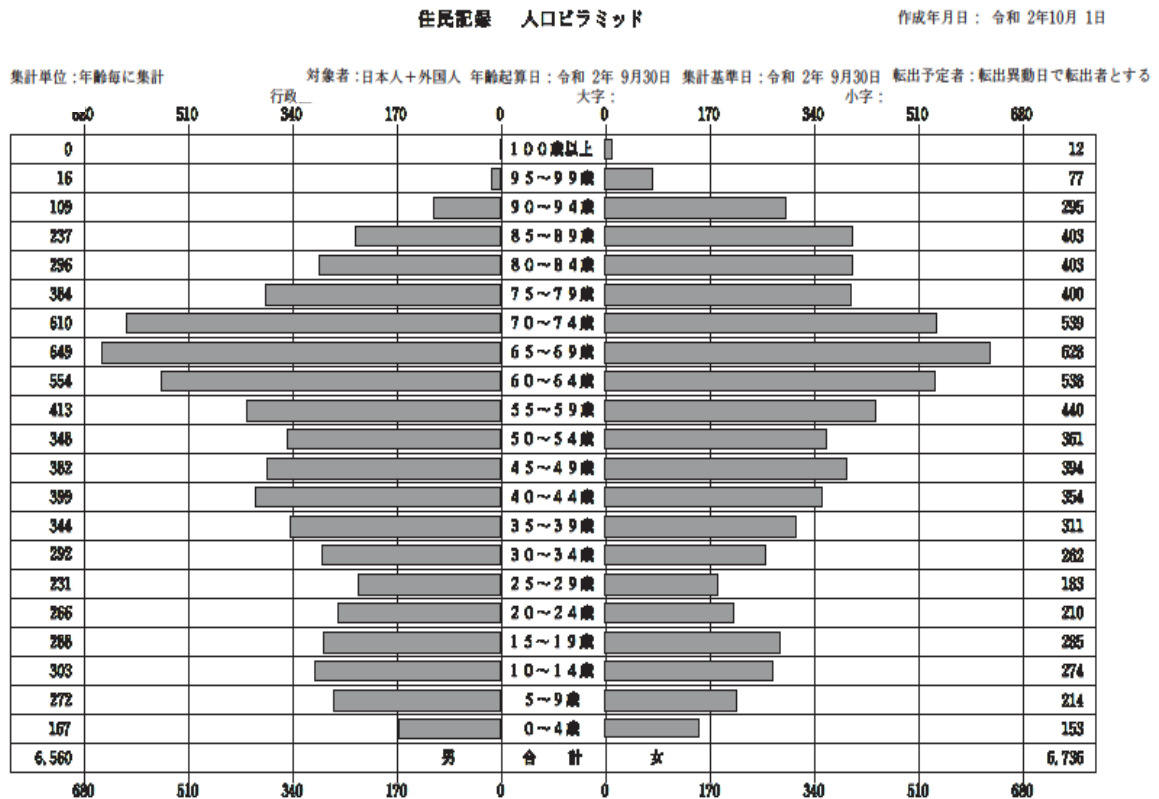 住民記録 人口ピラミッド
作成年月日： 令和 2年10月 1日
集計単位：年齢毎に集計 対象者：日本人＋外国人 年齢起算日：令和 2年 9月30日 集計基準日：令和 2年 9月30日 転出予定者：転出異動日で転出者とする
行政＿ 大字： 小字：
510 340 170 0 0 170 340 510 680
0 １００歳以上 12
16 ９５～９９歳 77
109 ９０～９４歳 295
237 ８５～８９歳 403
296 ８０～８４歳 403
384 ７５～７９歳 400
610 ７０～７４歳 539
649 ６５～６９歳 628
554 ６０～６４歳 538
413 ５５～５９歳 440
348 ５０～５４歳 361
382 ４５～４９歳 394
399 ４０～４４歳 354
344 ３５～３９歳 311
292 ３０～３４歳 262
231 ２５～２９歳 183
266 ２０～２４歳 210
288 １５～１９歳 285
303 １０～１４歳 274
272 ５～９歳 214
167 ０～４歳 153
6,560 男 合 計 女 6,736
680 510 340 170 0 0 170 340 510 680